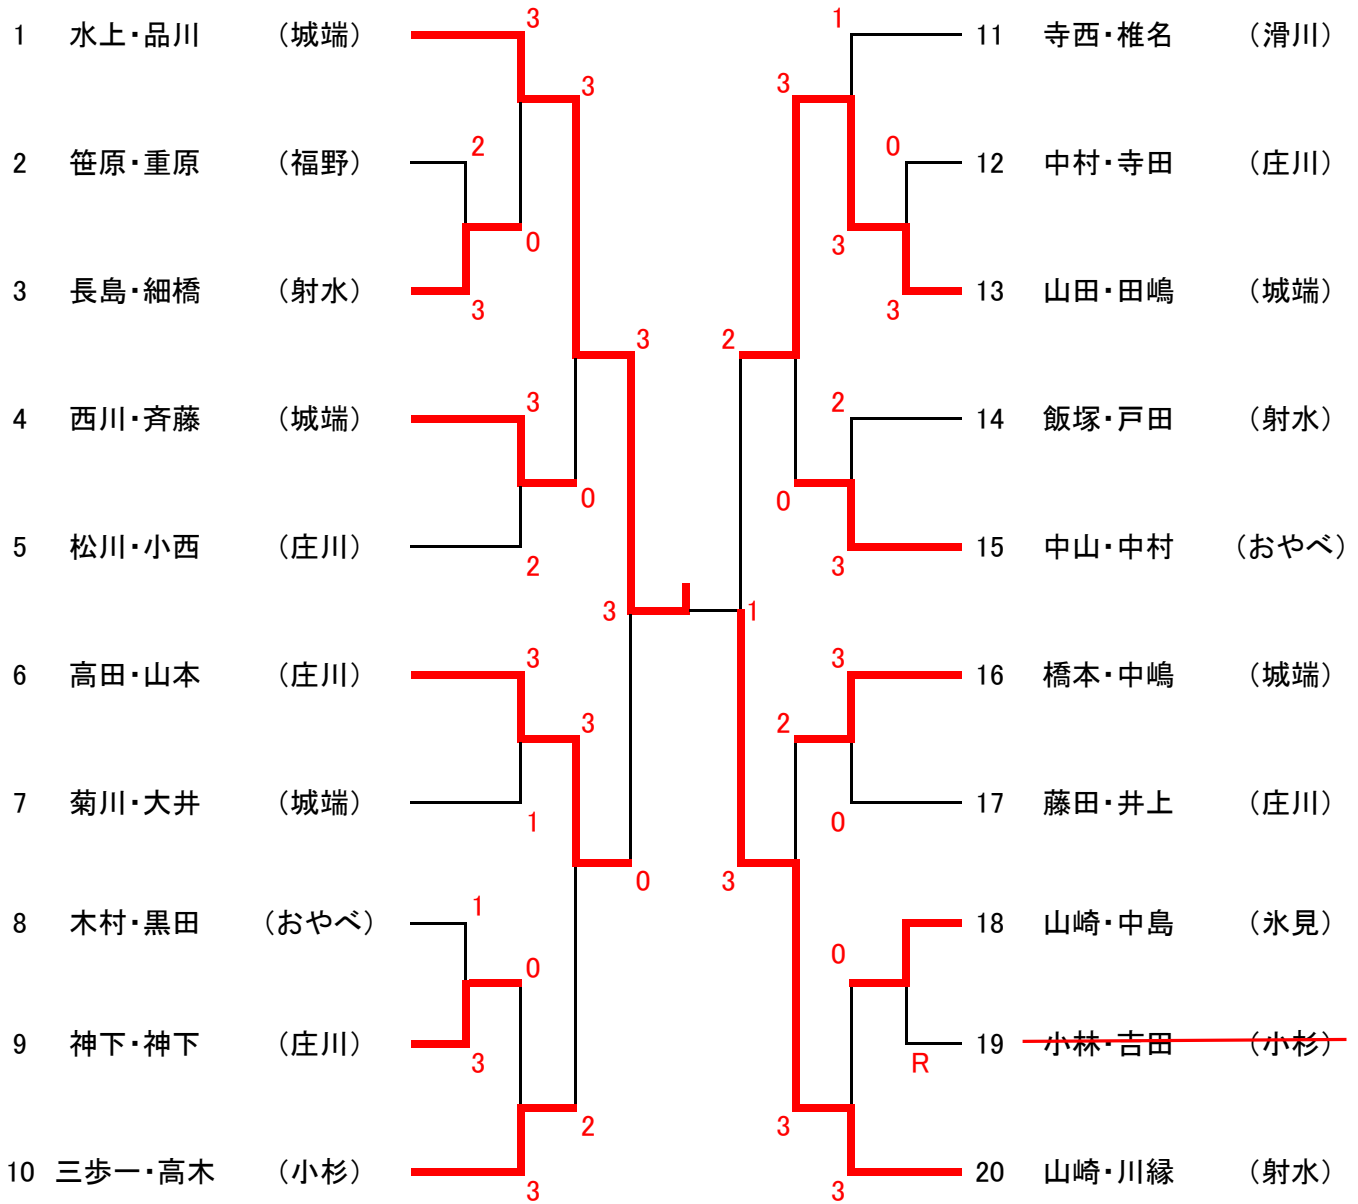 3 1
1 水上・品川 (城端) 11 寺西・椎名 (滑川)
3 3
2 0
2 笹原・重原 (福野) 12 中村・寺田 (庄川)
0 3
3 長島・細橋 (射水) 13 山田・田嶋 (城端)
3 3
3 2
3 2
4 西川・斉藤 (城端) 14 飯塚・戸田 (射水)
0 0
5 松川・小西 (庄川) 15 中山・中村 (おやべ)
2 3
3 1
3 3
6 高田・山本 (庄川) 16 橋本・中嶋 (城端)
3 2
7 菊川・大井 (城端) 17 藤田・井上 (庄川)
1 0
0 3
1
8 木村・黒田 (おやべ) 18 山崎・中島 (氷見)
0 0
9 神下・神下 (庄川) 19 小林・吉田 (小杉)
3 R
2 3
10 三歩一・高木 (小杉) 20 山崎・川縁 (射水)
3 3